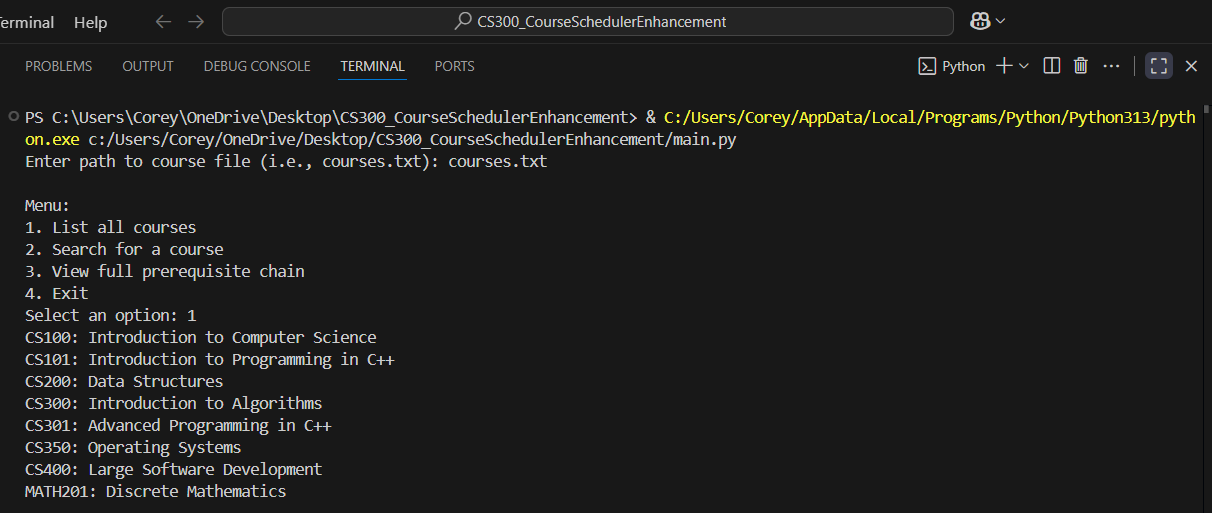 Terminal Help CS300_CourseSchedulerEnhancement
PROBLEMS OUTPUT DEBUG CONSOLE TERMINAL PORTS Python
PS C:\Users\Corey\OneDrive\Desktop\CS300_CourseSchedulerEnhancement> & C:/Users/Corey/AppData/Local/Programs/Python/Python313/pyth
on.exe c:/Users/Corey/OneDrive/Desktop/CS300_CourseSchedulerEnhancement/main.py
Enter path to course file (i.e., courses.txt): courses.txt
Menu:
1. List all courses
2. Search for a course
3. View full prerequisite chain
4. Exit
Select an option: 1
CS100: Introduction to Computer Science
CS101: Introduction to Programming in C++
CS200: Data Structures
CS300: Introduction to Algorithms
CS301: Advanced Programming in C++
CS350: Operating Systems
CS400: Large Software Development
MATH201: Discrete Mathematics